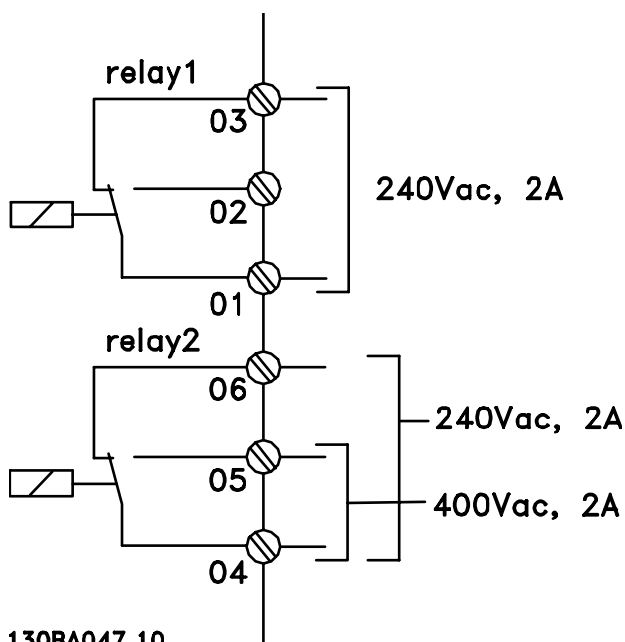 relay1
03
02
240Vac, 2A
01
relay2
06
240Vac, 2A
05
400Vac, 2A
04
130BA047.10